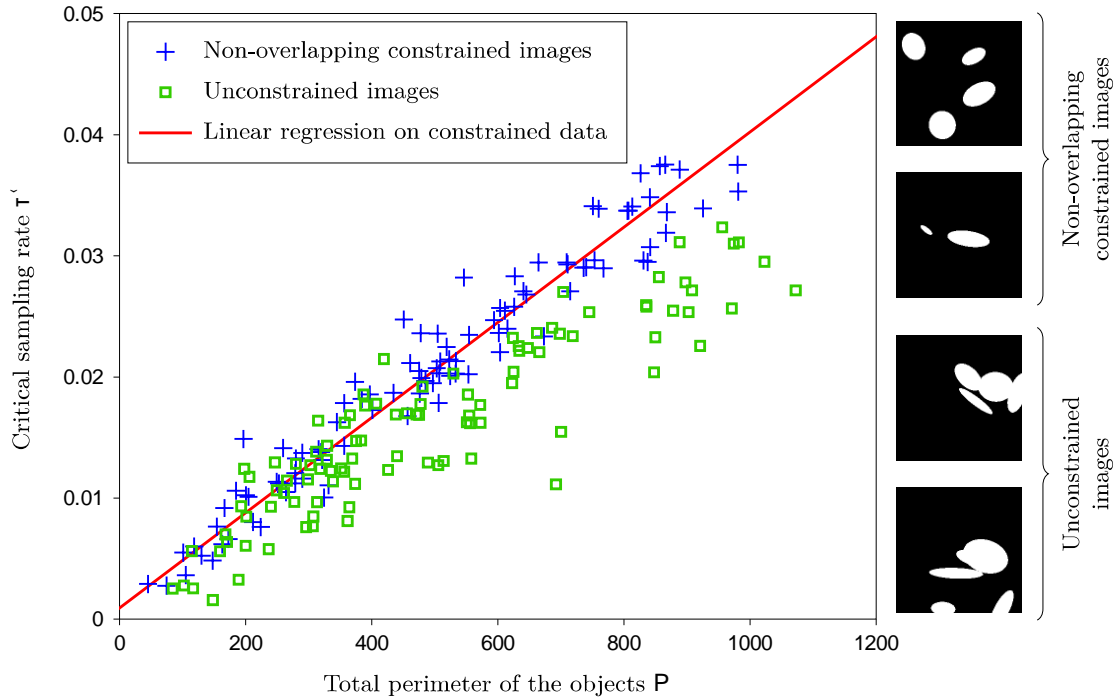 0.05
0.04
0.03
0.02
0.01
0
Critical sampling rate τ
Non-overlapping constrained images
Unconstrained images
Linear regression on constrained data
0 200 400 600 800 1000 1200
Total perimeter of the objects P
Non-overlapping
constrained images
Unconstrained
images